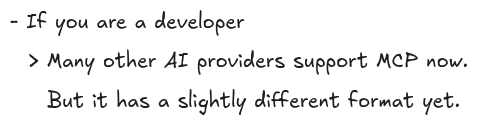 - If you are a developer
> Many other AI providers support MCP now.
But it has a slightly different format yet.